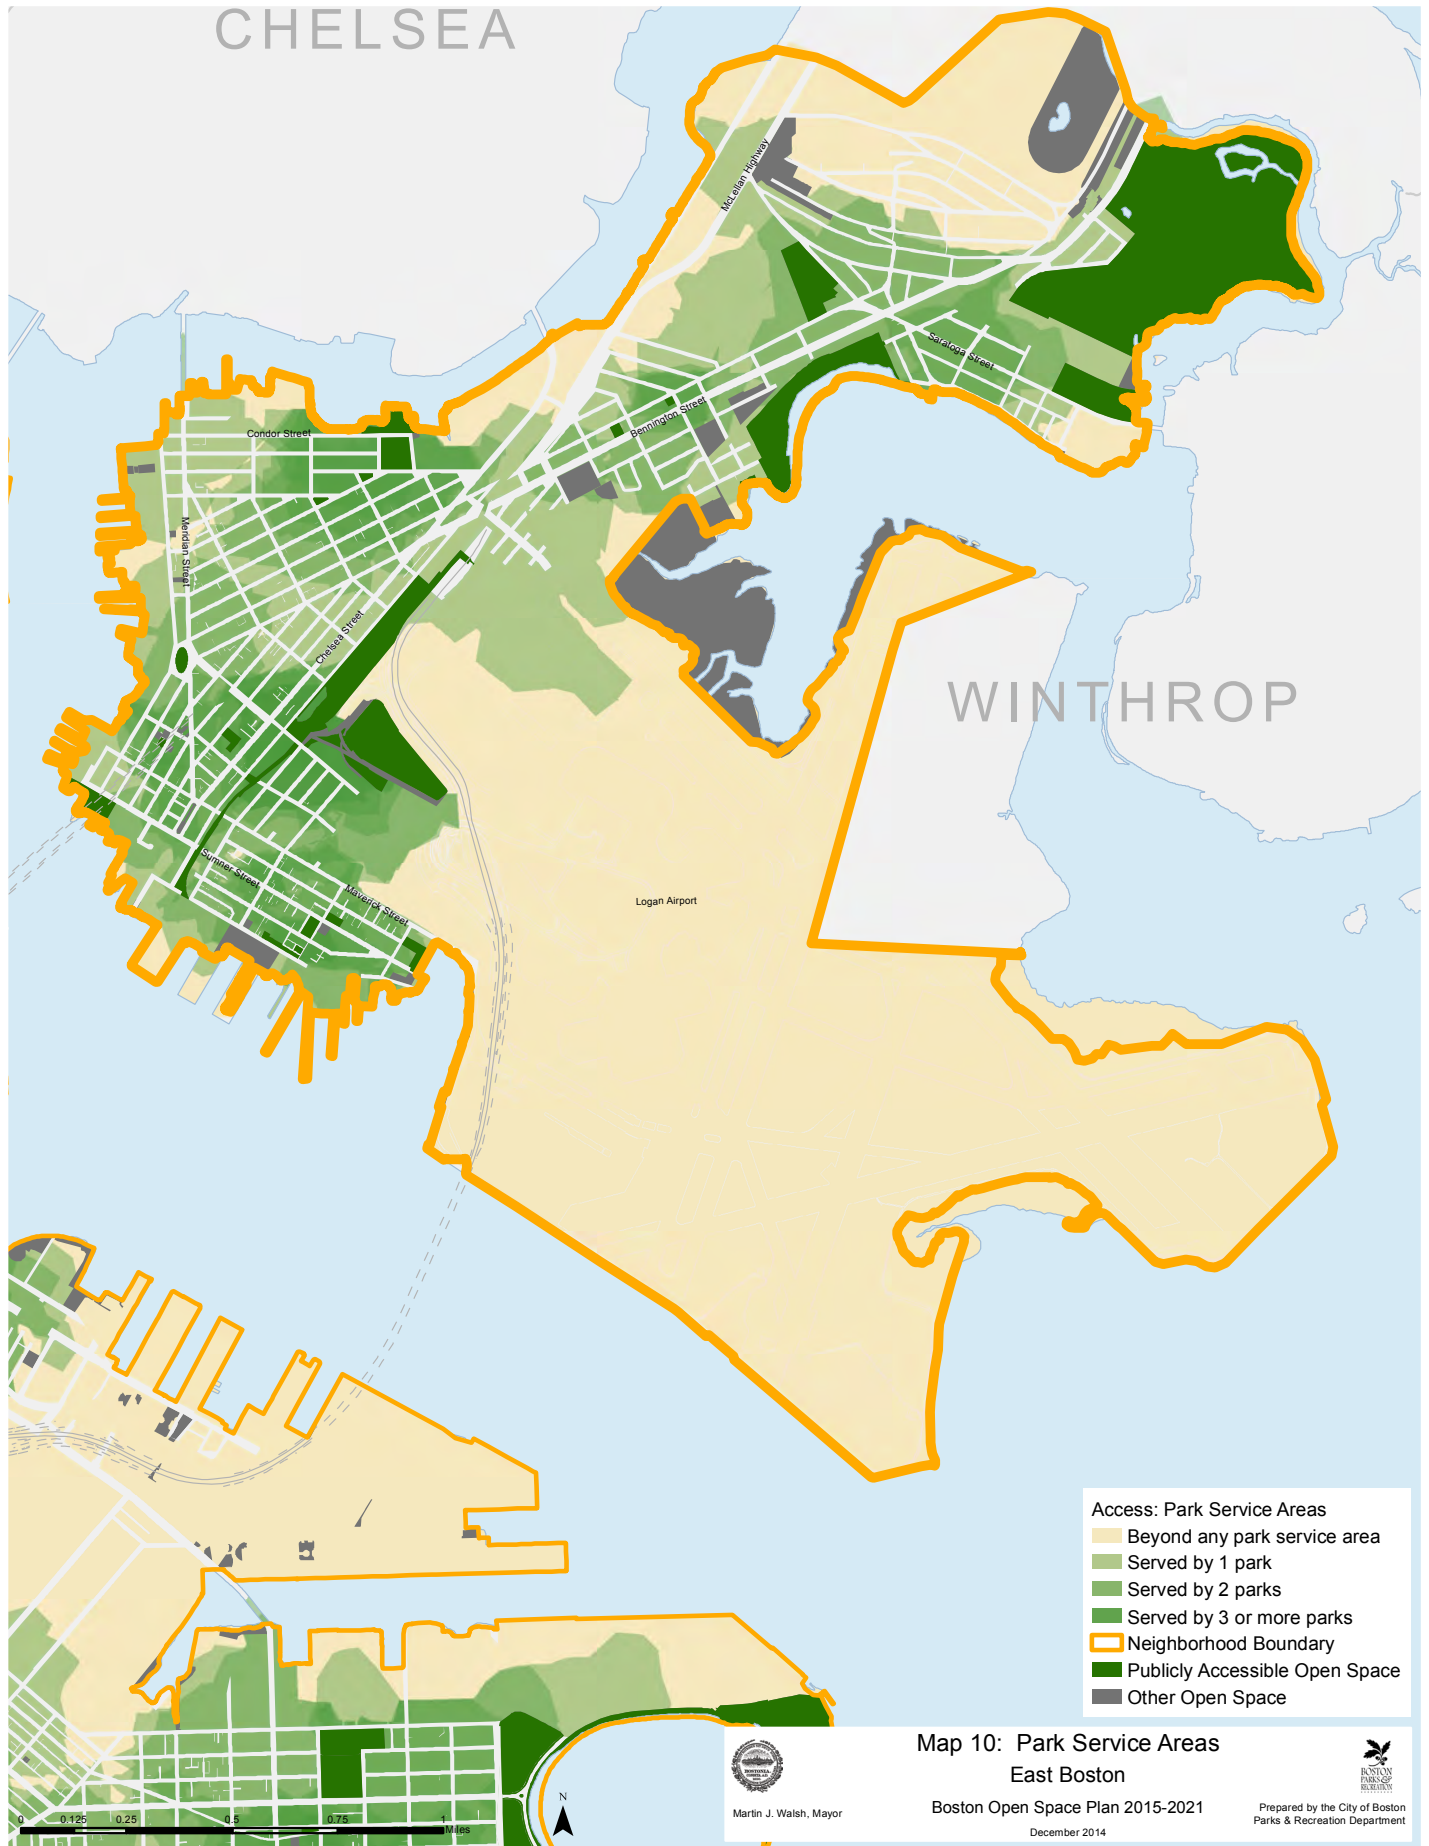 CHELSEA
McLellan Highway
Saratoga Street
Bennington Street
Condor Street
Meridian Street
Chelsea Street
WINTHROP
Sumner Street
Maverick Street
Logan Airport
Access: Park Service Areas
Beyond any park service area
Served by 1 park
Served by 2 parks
Served by 3 or more parks
Neighborhood Boundary
Publicly Accessible Open Space
Other Open Space
Map 10: Park Service Areas
East Boston
Boston Open Space Plan 2015-2021
December 2014
Martin J. Walsh, Mayor
BOSTON
PARKS &
RECREATION
Prepared by the City of Boston
Parks & Recreation Department
N
0 0.125 0.25 0.5 0.75 1
Miles